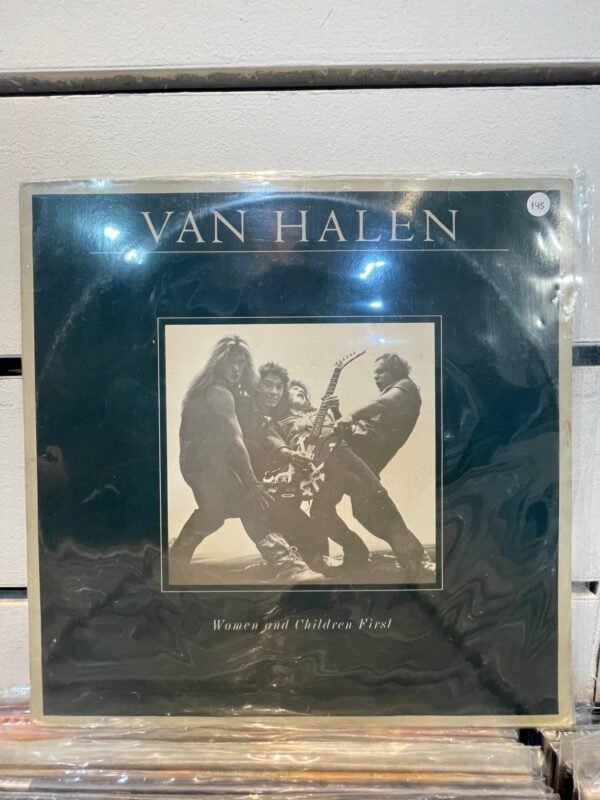 VAN HALEN
145
Women and Children First